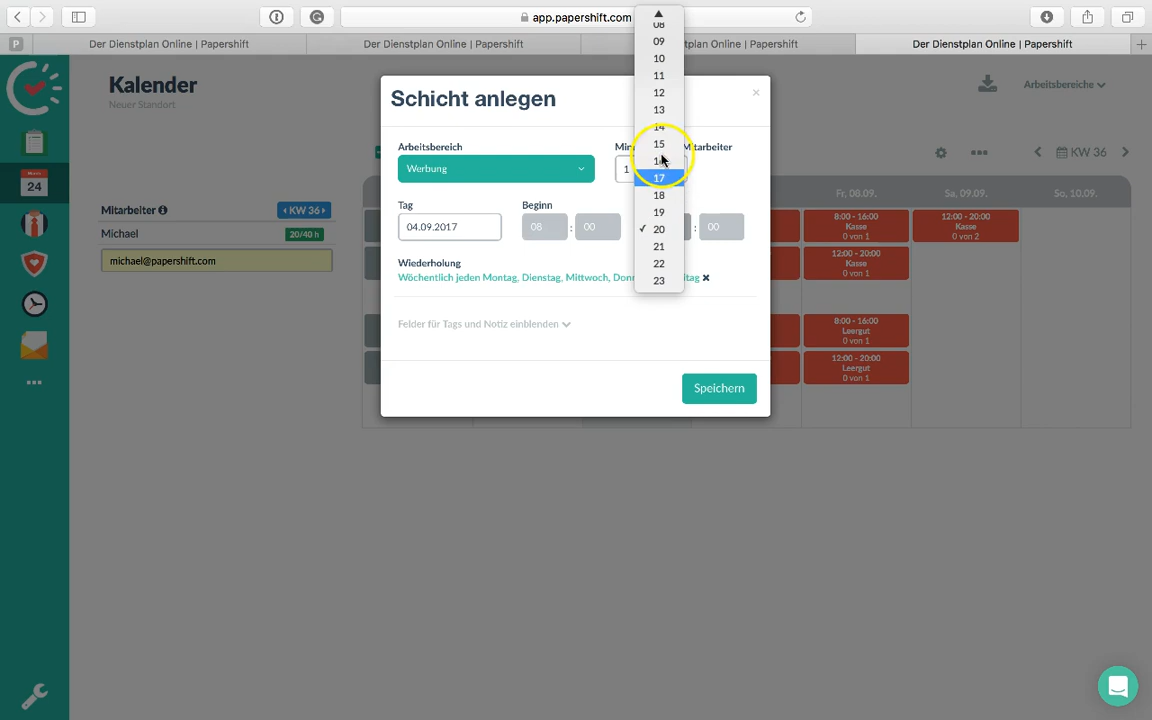 app.papershift.com
P
Der Dienstplan Online | Papershift
Der Dienstplan Online | Papershift
tplan Online | Papershift
Der Dienstplan Online | Papershift
Kalender
Neuer Standort
Arbeitsbereiche
24
KW 36
Fr, 08.09.
Sa, 09.09.
So, 10.09.
Mitarbeiter
KW 36
Michael
20/40 h
michael@papershift.com
8:00 - 16:00
Kasse
0 von 1
12:00 - 20:00
Kasse
0 von 2
12:00 - 20:00
Kasse
0 von 1
8:00 - 16:00
Leergut
0 von 1
12:00 - 20:00
Leergut
0 von 1
Schicht anlegen
×
Arbeitsbereich
Werbung
Mitarbeiter
1
Tag
04.09.2017
Beginn
08 : 00
: 00
Wiederholung
Wöchentlich jeden Montag, Dienstag, Mittwoch,
Felder für Tags und Notiz einblenden
Speichern
08
09
10
11
12
13
14
15
17
18
19
✓ 20
21
22
23